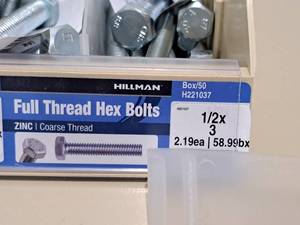 HILLMAN
Box/50
H221037
Full Thread Hex Bolts
ZINC | Coarse Thread
1/2x
3
2.19ea | 58.99bx